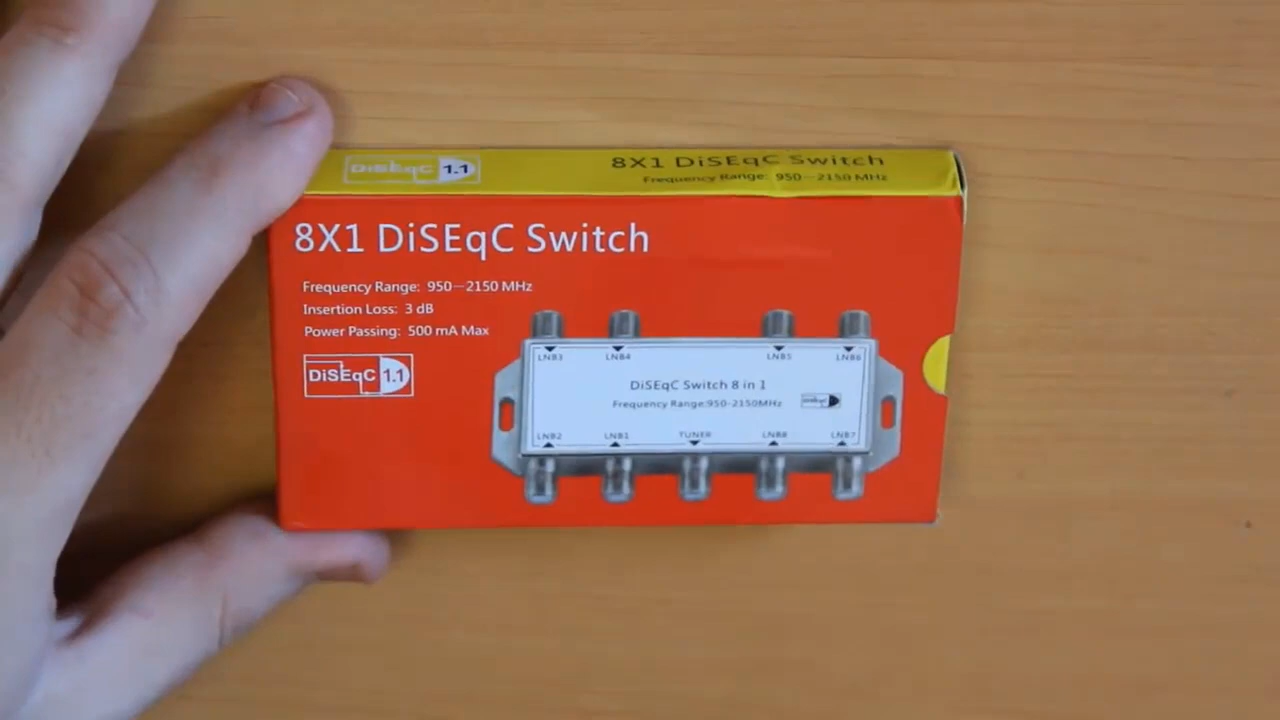 DiSEqC 1.1
8X1 DiSEqC Switch
Frequency Range: 950—2150 MHz
8X1 DiSEqC Switch
Frequency Range: 950—2150 MHz
Insertion Loss: 3 dB
Power Passing: 500 mA Max
DiSEqC 1.1
LNB3 LNB4 LNB5 LNB6
DiSEqC Switch 8 in 1
Frequency Range:950-2150MHz
DiSEqC
LNB2 LNB1 TUNER LNB8 LNB7